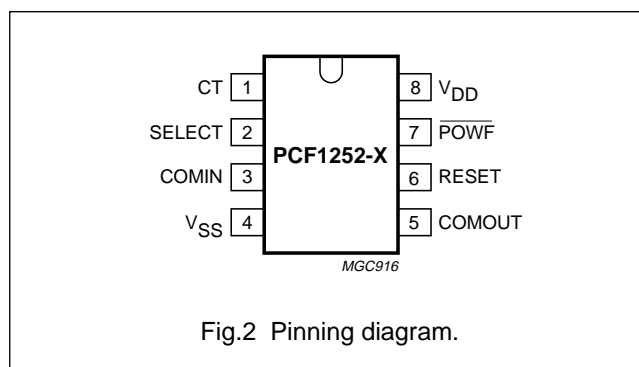 CT 1 8 VDD
SELECT 2 7 POWF
PCF1252-X
COMIN 3 6 RESET
VSS 4 5 COMOUT
MGC916
Fig.2 Pinning diagram.